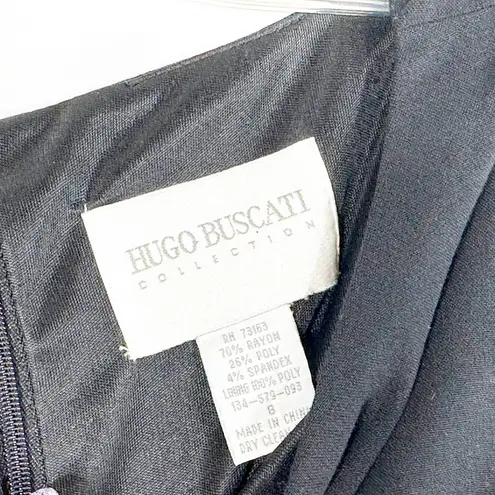 HUGO BUSCATI
COLLECTION
RN 73163
70% RAYON
26% POLY
4% SPANDEX
LINING 100% POLY
134-579-093
8
MADE IN CHINA
DRY CLEAN